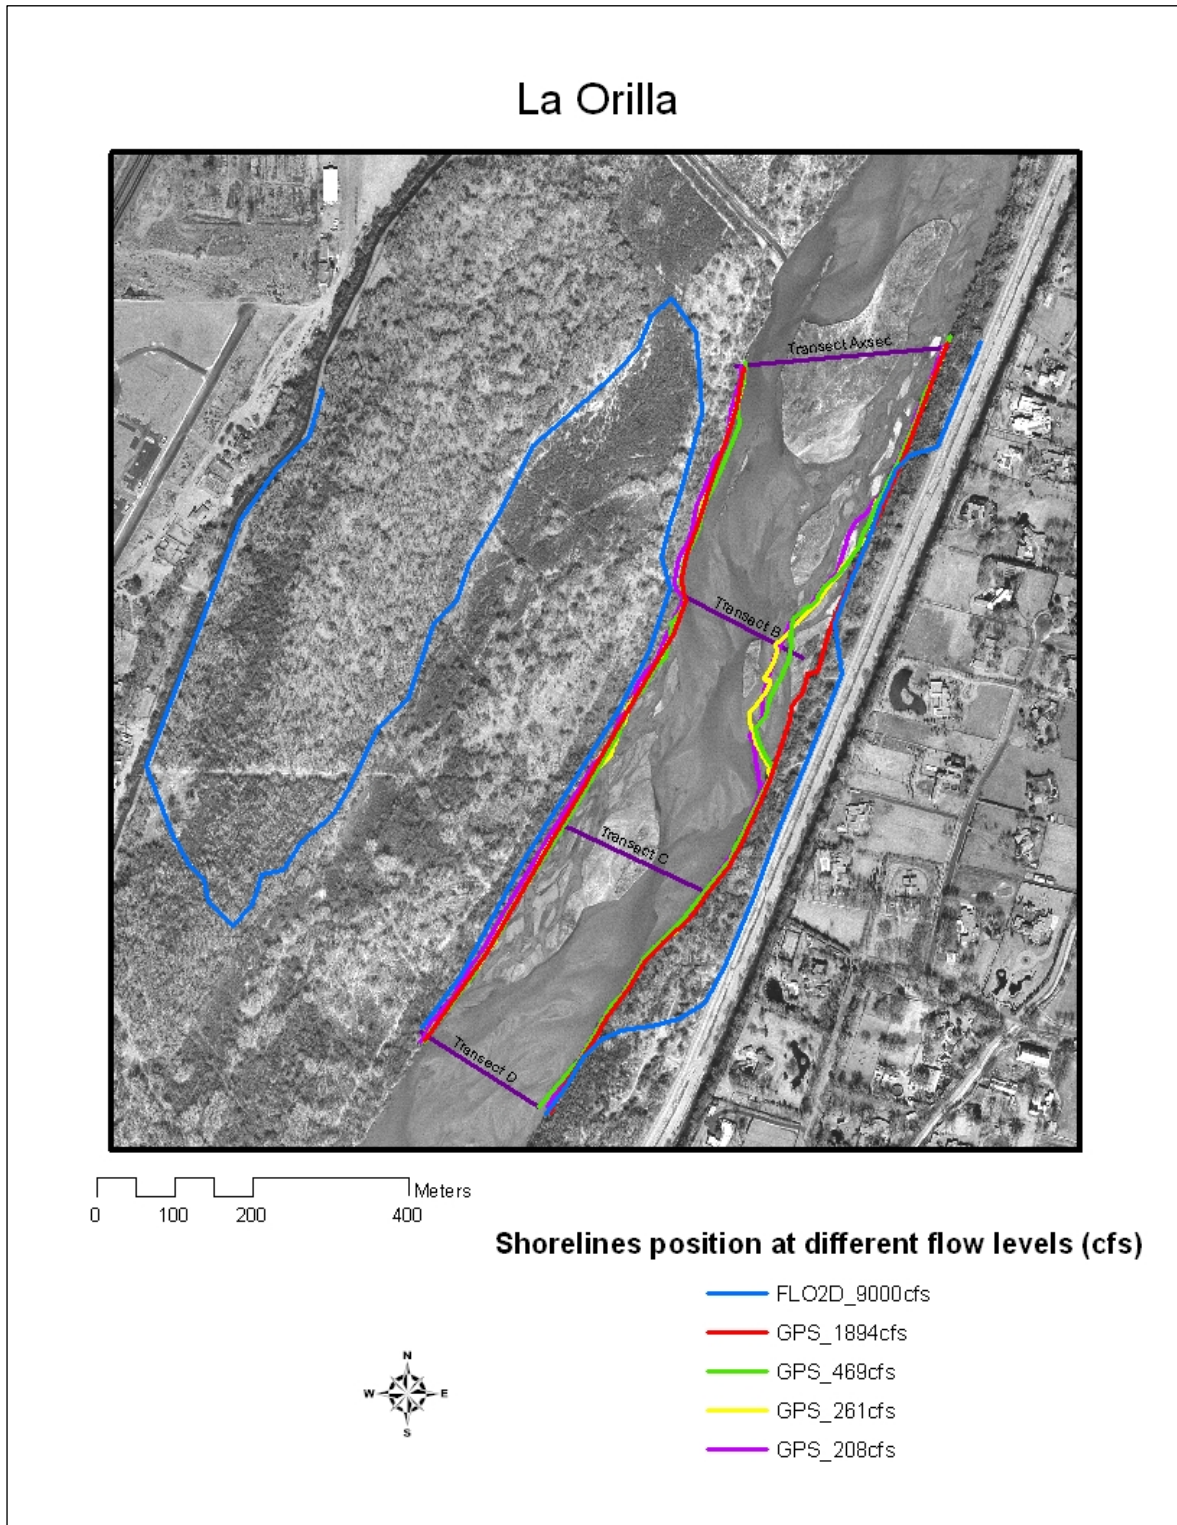 La Orilla
Transect Axsec
Transect B
Transect C
Transect D
Meters
0 100 200 400
Shorelines position at different flow levels (cfs)
FLO2D_9000cfs
GPS_1894cfs
GPS_469cfs
GPS_261cfs
GPS_208cfs
N
W E
S